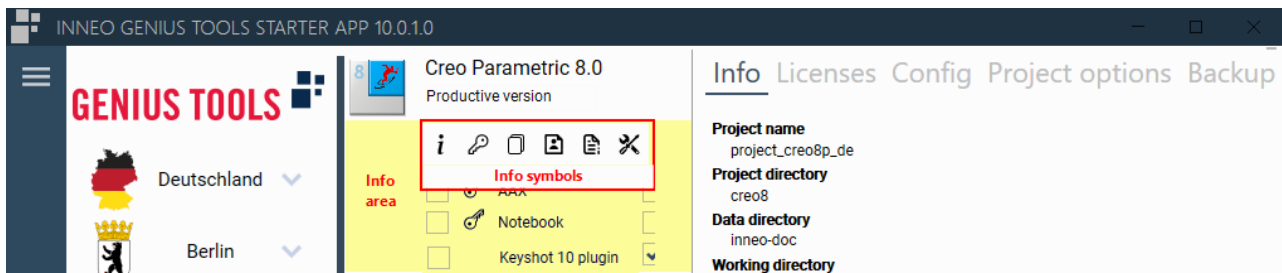 INNEO GENIUS TOOLS STARTER APP 10.0.1.0
GENIUS TOOLS
Deutschland
Berlin
8
Creo Parametric 8.0
Productive version
Info symbols
Info
area
AAX
Notebook
Keyshot 10 plugin
Info Licenses Config Project options Backup
Project name
project_creo8p_de
Project directory
creo8
Data directory
inneo-doc
Working directory